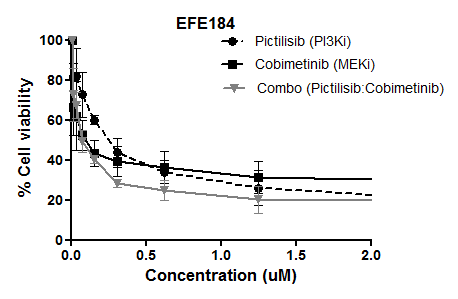 EFE184
Pictilisib (PI3Ki)
Cobimetinib (MEKi)
Combo (Pictilisib:Cobimetinib)
% Cell viability
100
80
60
40
20
0
0.0 0.5 1.0 1.5 2.0
Concentration (uM)